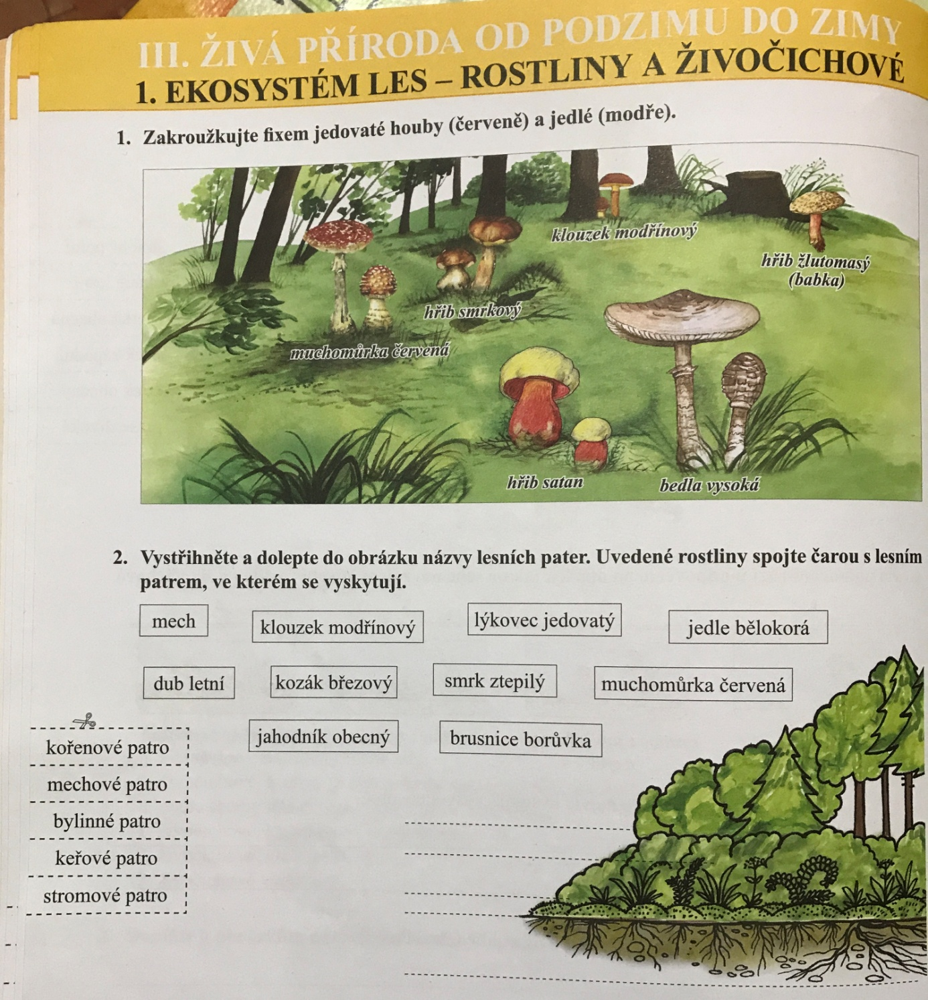 III. ŽIVÁ PŘÍRODA OD PODZIMU DO ZIMY
1. EKOSYSTÉM LES – ROSTLINY A ŽIVOČICHOVÉ
1. Zakroužkujte fixem jedovaté houby (červeně) a jedlé (modře).
klouzek modřínový
hřib žlutomasý
(babka)
hřib smrkový
muchomůrka červená
hřib satan
bedla vysoká
2. Vystřihněte a dolepte do obrázku názvy lesních pater. Uvedené rostliny spojte čarou s lesním
patrem, ve kterém se vyskytují.
mech
klouzek modřínový
lýkovec jedovatý
jedle bělokorá
dub letní
kozák březový
smrk ztepilý
muchomůrka červená
jahodník obecný
brusnice borůvka
kořenové patro
mechové patro
bylinné patro
keřové patro
stromové patro